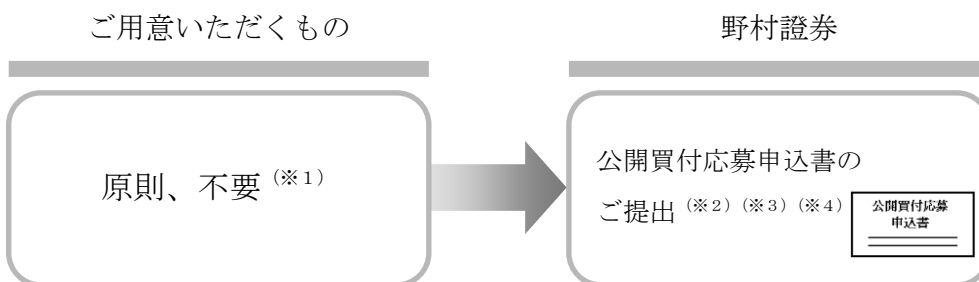 ご用意いただくもの
野村證券
原則、不要（※１）
公開買付応募申込書の
ご提出（※２）（※３）（※４）
公開買付応募
申込書